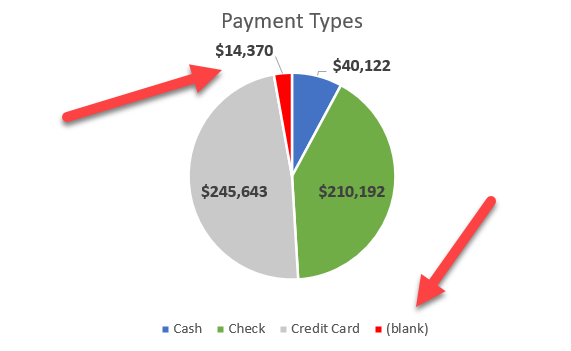 Payment Types
$14,370
$40,122
$245,643
$210,192
Cash Check Credit Card (blank)